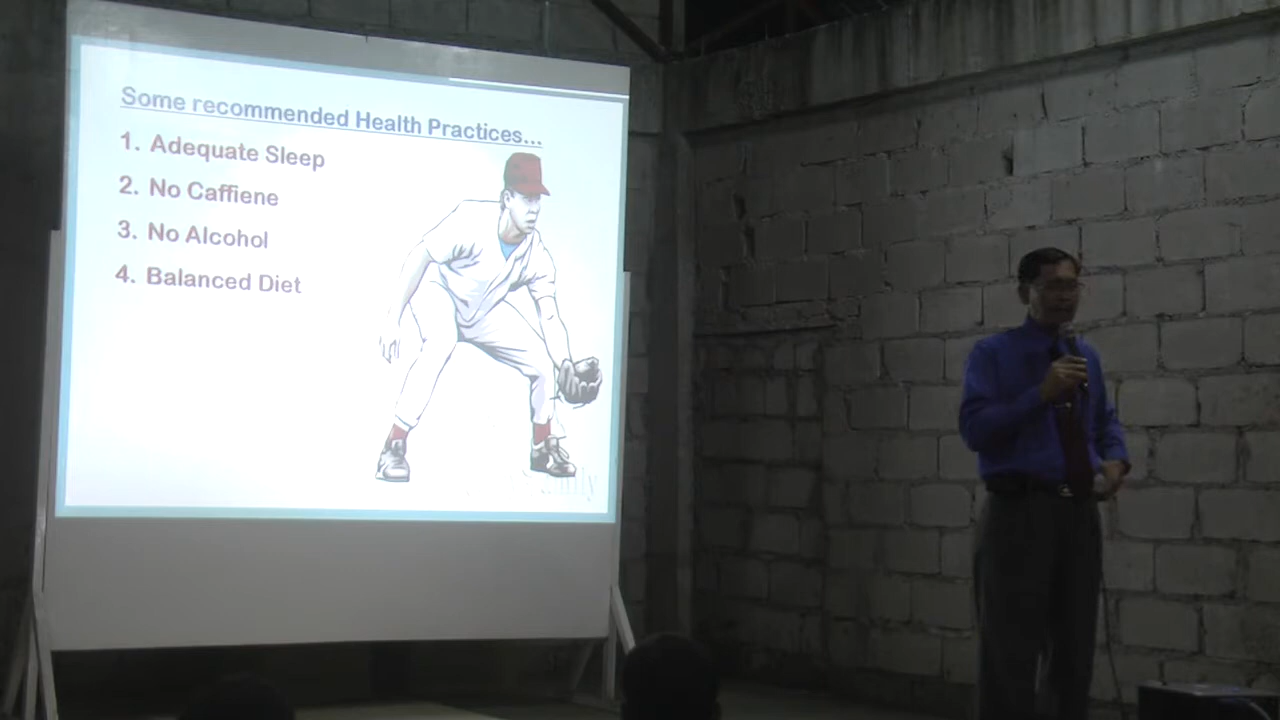 Some recommended Health Practices...
1. Adequate Sleep
2. No Caffiene
3. No Alcohol
4. Balanced Diet